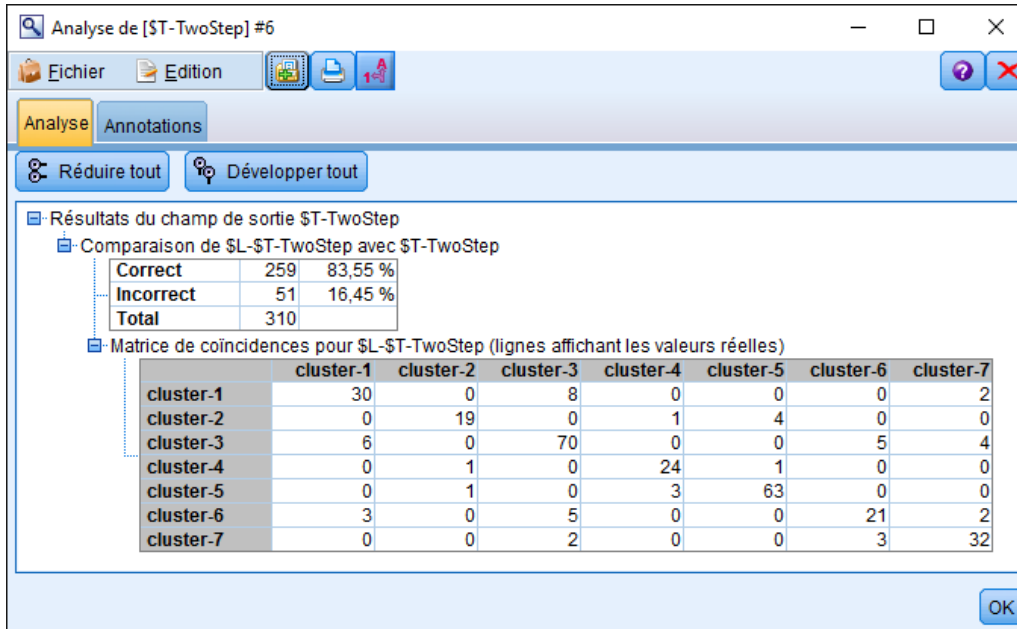 Analyse de [$T-TwoStep] #6
Fichier Edition
Analyse Annotations
Réduire tout Développer tout
Résultats du champ de sortie $T-TwoStep
Comparaison de $L-$T-TwoStep avec $T-TwoStep
Correct 259 83,55 %
Incorrect 51 16,45 %
Total 310
Matrice de coïncidences pour $L-$T-TwoStep (lignes affichant les valeurs réelles)
cluster-1 cluster-2 cluster-3 cluster-4 cluster-5 cluster-6 cluster-7
cluster-1 30 0 8 0 0 0 2
cluster-2 0 19 0 1 4 0 0
cluster-3 6 0 70 0 0 5 4
cluster-4 0 1 0 24 1 0 0
cluster-5 0 1 0 3 63 0 0
cluster-6 3 0 5 0 0 21 2
cluster-7 0 0 2 0 0 3 32
OK